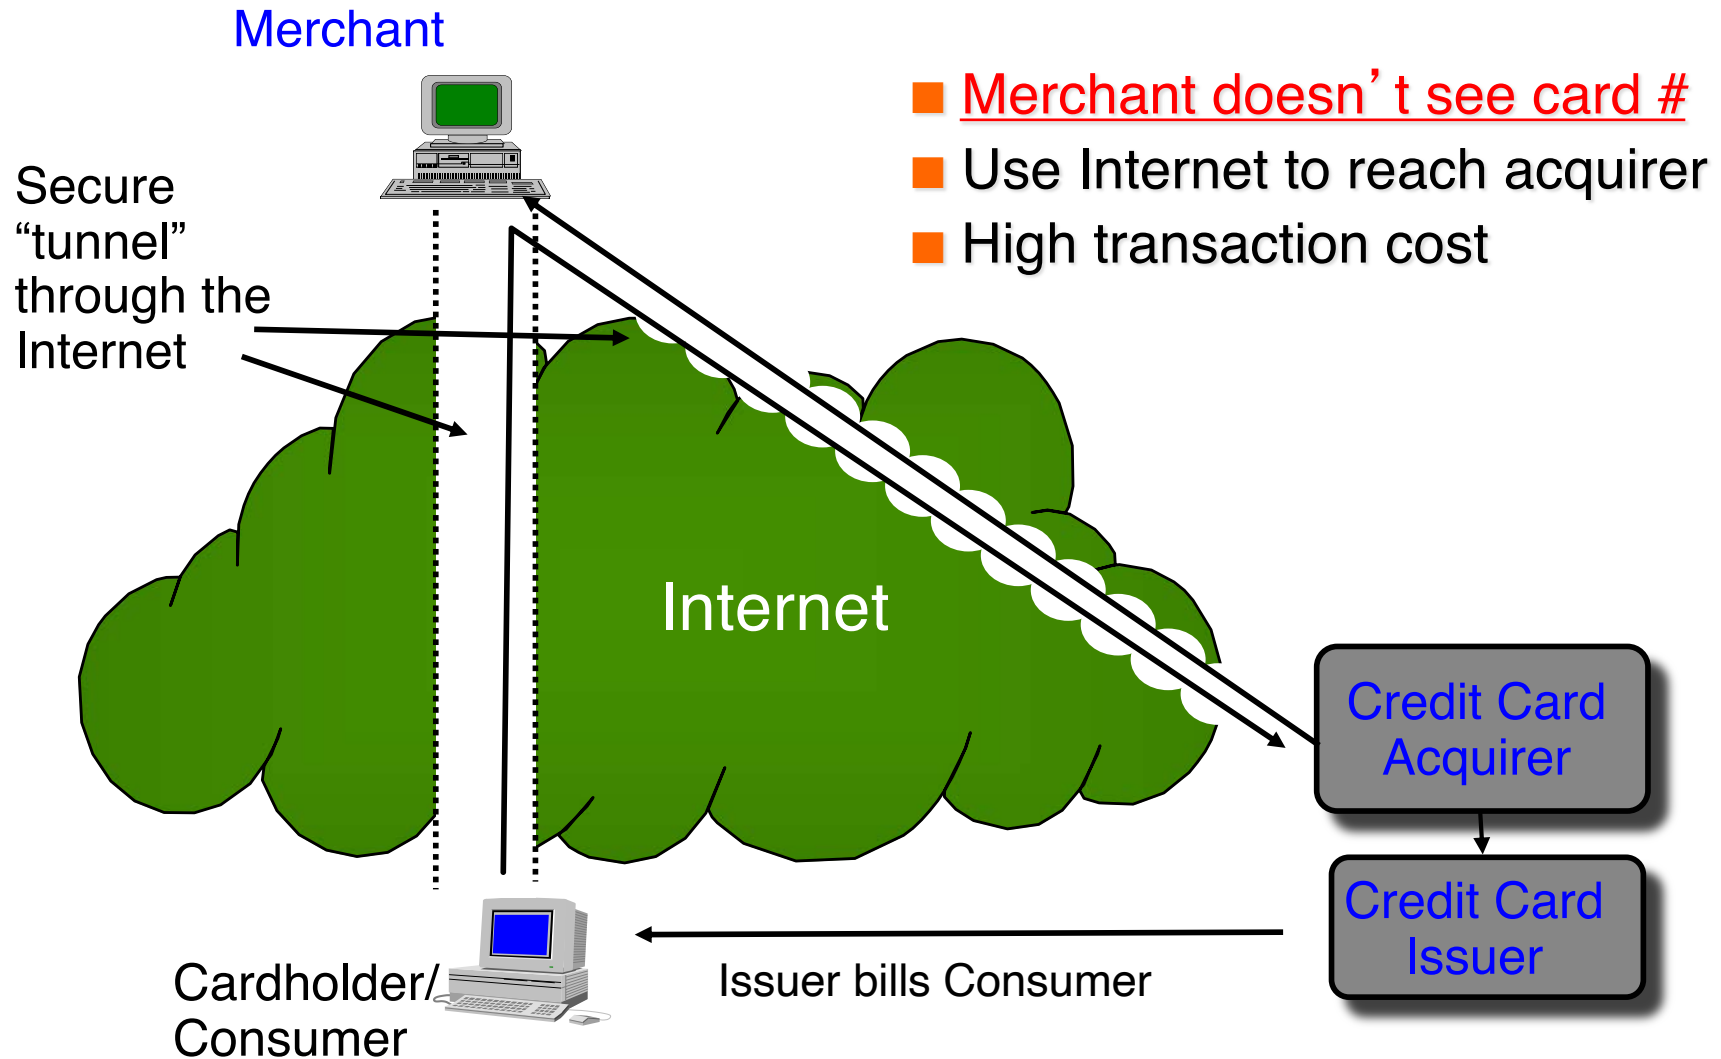 Merchant
Merchant doesn’t see card #
Use Internet to reach acquirer
High transaction cost
Secure
“tunnel”
through the
Internet
Internet
Credit Card
Acquirer
Credit Card
Issuer
Issuer bills Consumer
Cardholder/
Consumer